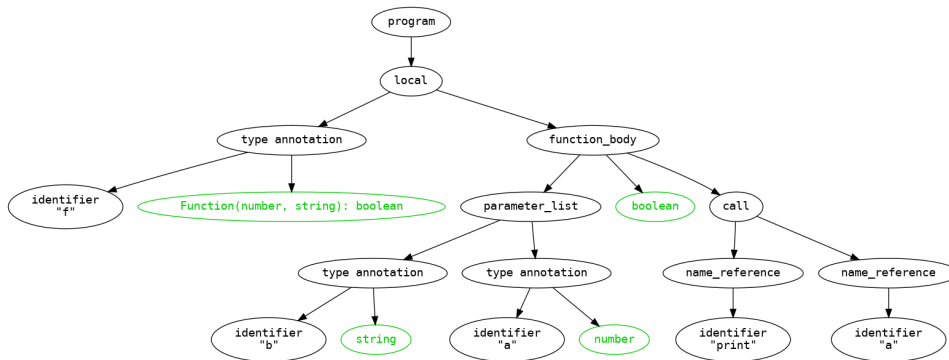 program
local
type annotation
function_body
identifier
"f"
Function(number, string): boolean
parameter_list
boolean
call
type annotation
type annotation
name_reference
name_reference
identifier
"b"
string
identifier
"a"
number
identifier
"print"
identifier
"a"